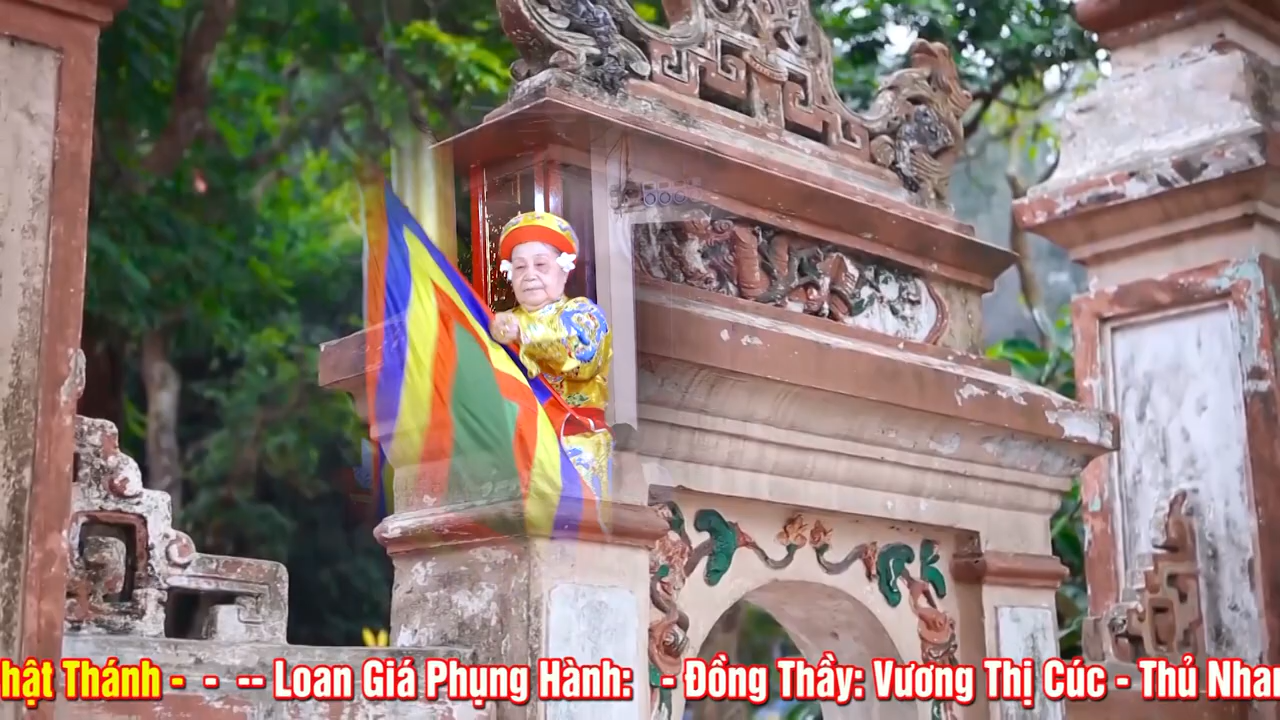 hật Thánh - - -- Loan Giá Phụng Hành: - Đồng Thầy: Vương Thị Cúc - Thủ Nhan